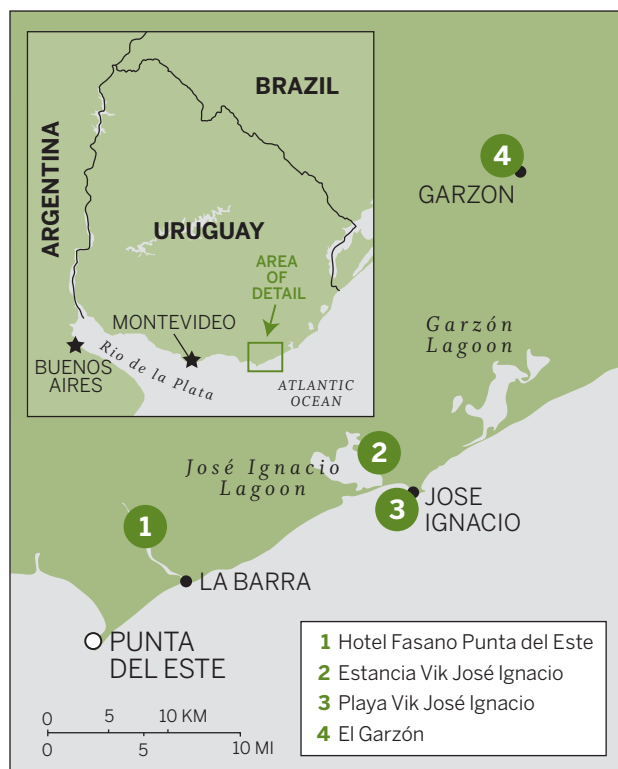 BRAZIL
ARGENTINA
URUGUAY
AREA
OF
DETAIL
MONTEVIDEO
BUENOS
AIRES
Rio de la Plata
ATLANTIC
OCEAN
4
GARZON
Garzón
Lagoon
José Ignacio
Lagoon
2
3
JOSE
IGNACIO
1
LA BARRA
PUNTA
DEL ESTE
0 5 10 KM
0 5 10 MI
1 Hotel Fasano Punta del Este
2 Estancia Vik José Ignacio
3 Playa Vik José Ignacio
4 El Garzón